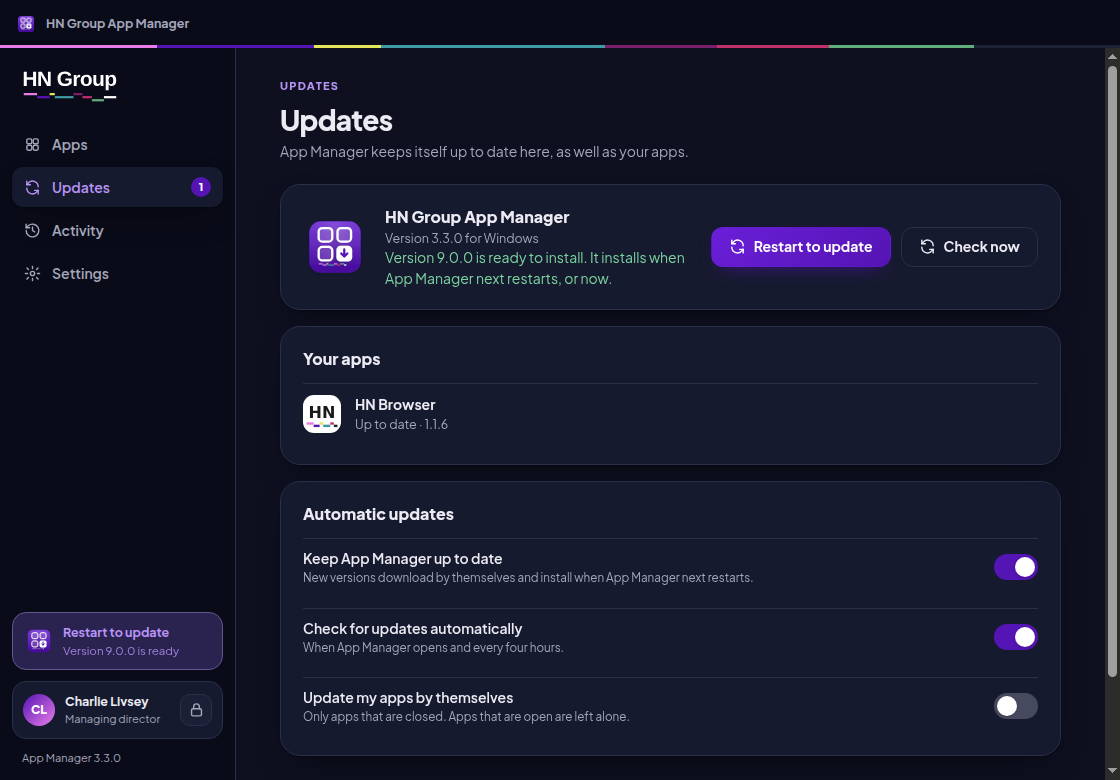 HN Group App Manager
HN Group
Apps
Updates
1
Activity
Settings
Restart to update
Version 9.0.0 is ready
CL
Charlie Livsey
Managing director
App Manager 3.3.0
UPDATES
Updates
App Manager keeps itself up to date here, as well as your apps.
HN Group App Manager
Version 3.3.0 for Windows
Version 9.0.0 is ready to install. It installs when
App Manager next restarts, or now.
Restart to update
Check now
Your apps
HN
HN Browser
Up to date · 1.1.6
Automatic updates
Keep App Manager up to date
New versions download by themselves and install when App Manager next restarts.
Check for updates automatically
When App Manager opens and every four hours.
Update my apps by themselves
Only apps that are closed. Apps that are open are left alone.